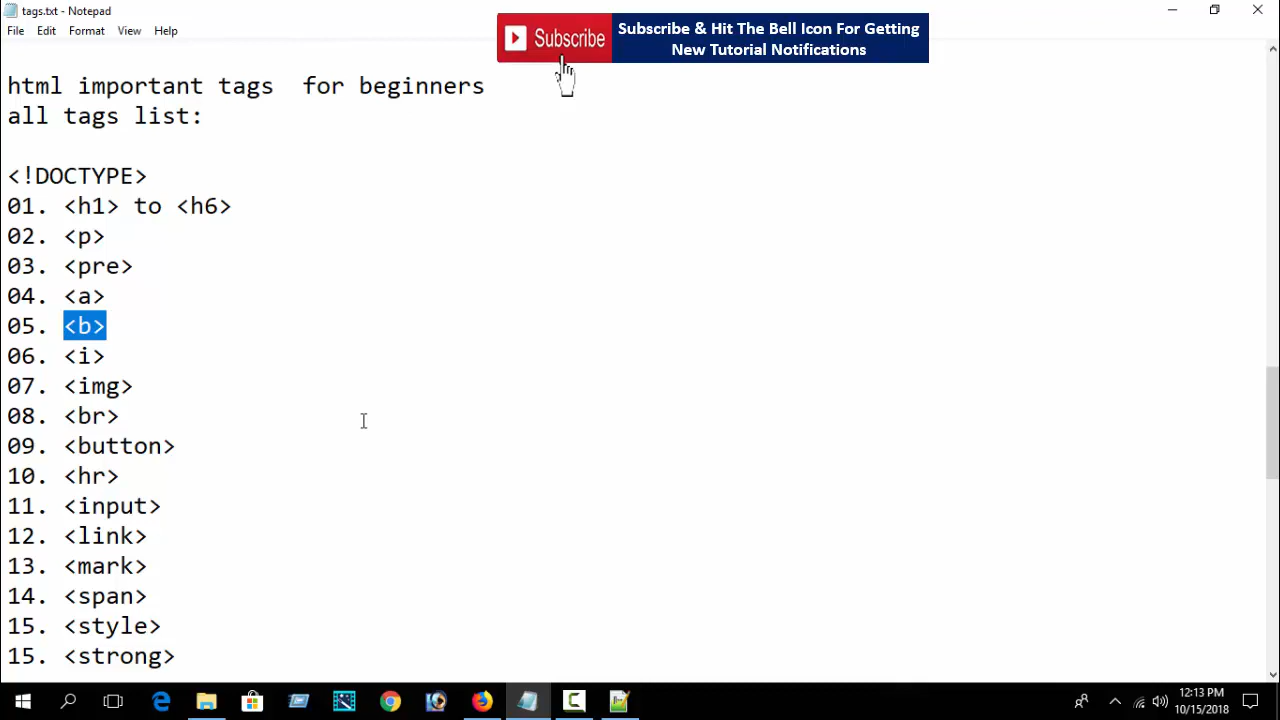 tags.txt - Notepad
File Edit Format View Help
Subscribe
Subscribe & Hit The Bell Icon For Getting
New Tutorial Notifications
html important tags  for beginners
all tags list:
<!DOCTYPE>
01. <h1> to <h6>
02. <p>
03. <pre>
04. <a>
05. <b>
06. <i>
07. <img>
08. <br>
09. <button>
10. <hr>
11. <input>
12. <link>
13. <mark>
14. <span>
15. <style>
15. <strong>
12:13 PM
10/15/2018